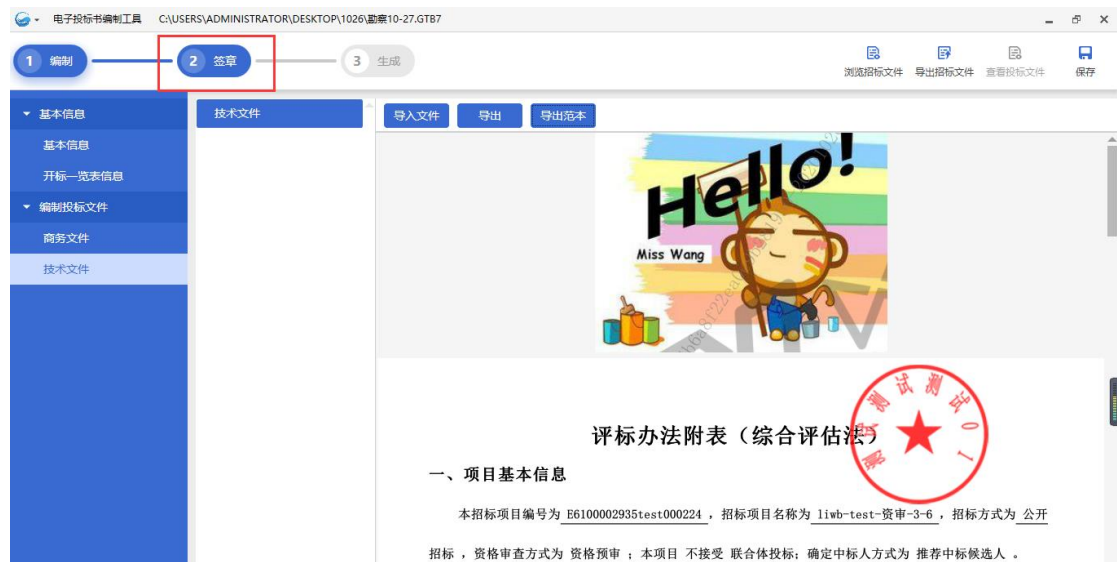 电子投标书编制工具 C:\USERS\ADMINISTRATOR\DESKTOP\1026\勘察10-27.GTB7
1 编制
2 签章
3 生成
浏览招标文件 导出招标文件 查看投标文件 保存
基本信息
基本信息
开标一览表信息
编制投标文件
商务文件
技术文件
技术文件
导入文件 导出 导出范本
Hello!
Miss Wang
测试测试测试01
评标办法附表（综合评估法）
一、项目基本信息
本招标项目编号为 E6100002935test000224 ，招标项目名称为 liwb-test-资审-3-6 ，招标方式为 公开
招标 ，资格审查方式为 资格预审 ；本项目 不接受 联合体投标；确定中标人方式为 推荐中标候选人 。